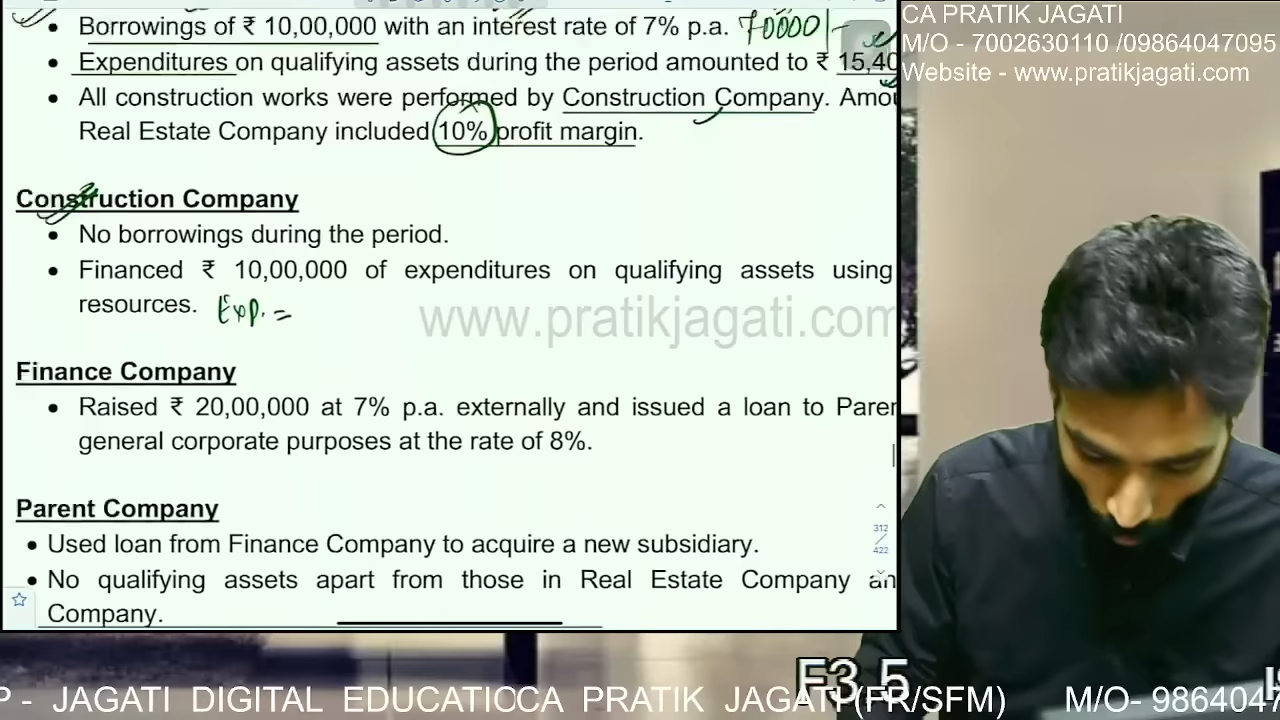 • Borrowings of ₹ 10,00,000 with an interest rate of 7% p.a. 70000/-
• Expenditures on qualifying assets during the period amounted to ₹ 15,40
• All construction works were performed by Construction Company. Amou
Real Estate Company included 10% profit margin.
Construction Company
• No borrowings during the period.
• Financed ₹ 10,00,000 of expenditures on qualifying assets using
resources. Exp. =
www.pratikjagati.com
Finance Company
• Raised ₹ 20,00,000 at 7% p.a. externally and issued a loan to Paren
general corporate purposes at the rate of 8%.
Parent Company
• Used loan from Finance Company to acquire a new subsidiary.
• No qualifying assets apart from those in Real Estate Company an
Company.
312
/
422
CA PRATIK JAGATI
M/O - 7002630110 /09864047095
Website - www.pratikjagati.com
P - JAGATI DIGITAL EDUCATIO
CA PRATIK JAGATI (FR/SFM) M/O- 9864047